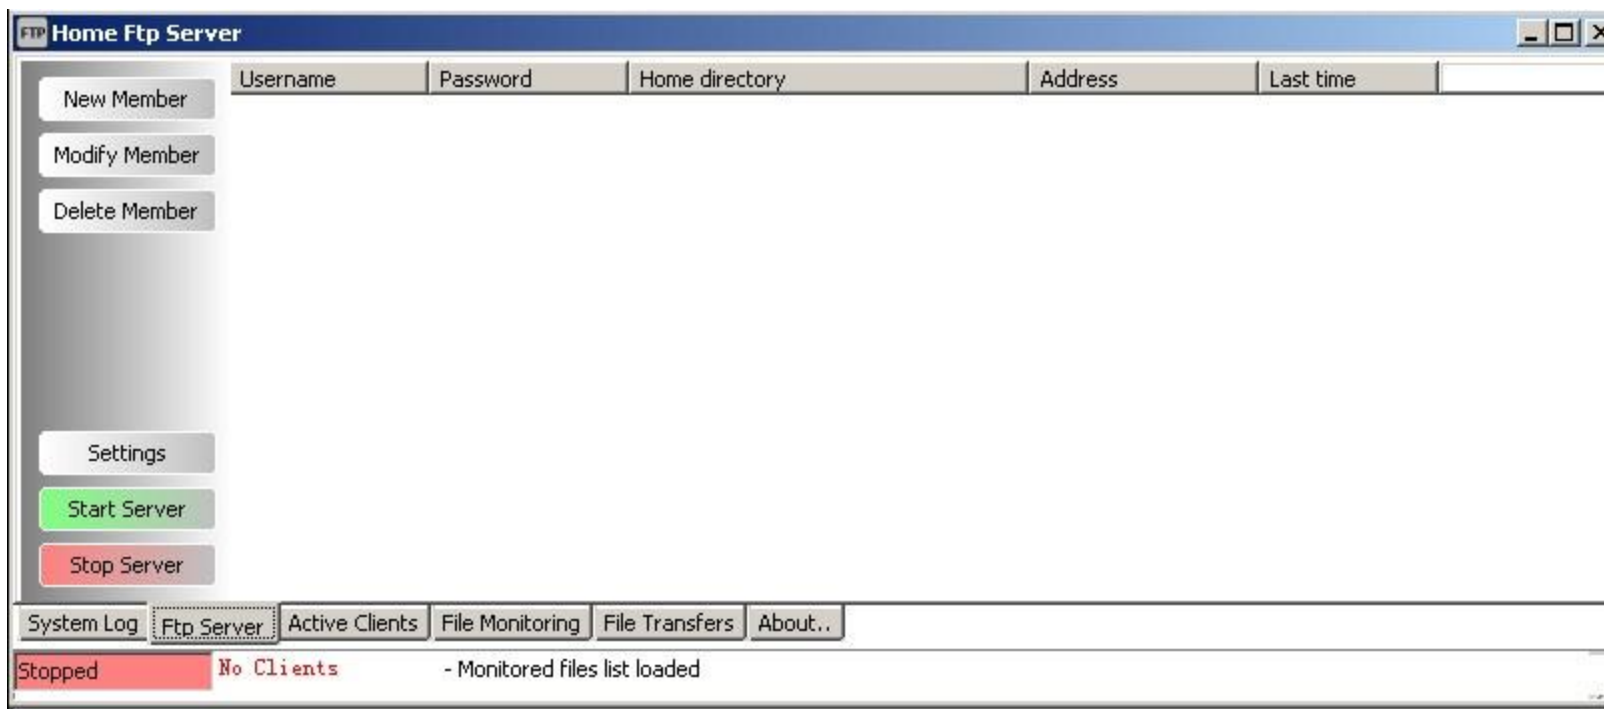 FTP Home Ftp Server
New Member
Username Password Home directory Address Last time
Modify Member
Delete Member
Settings
Start Server
Stop Server
System Log Ftp Server Active Clients File Monitoring File Transfers About..
Stopped No Clients - Monitored files list loaded